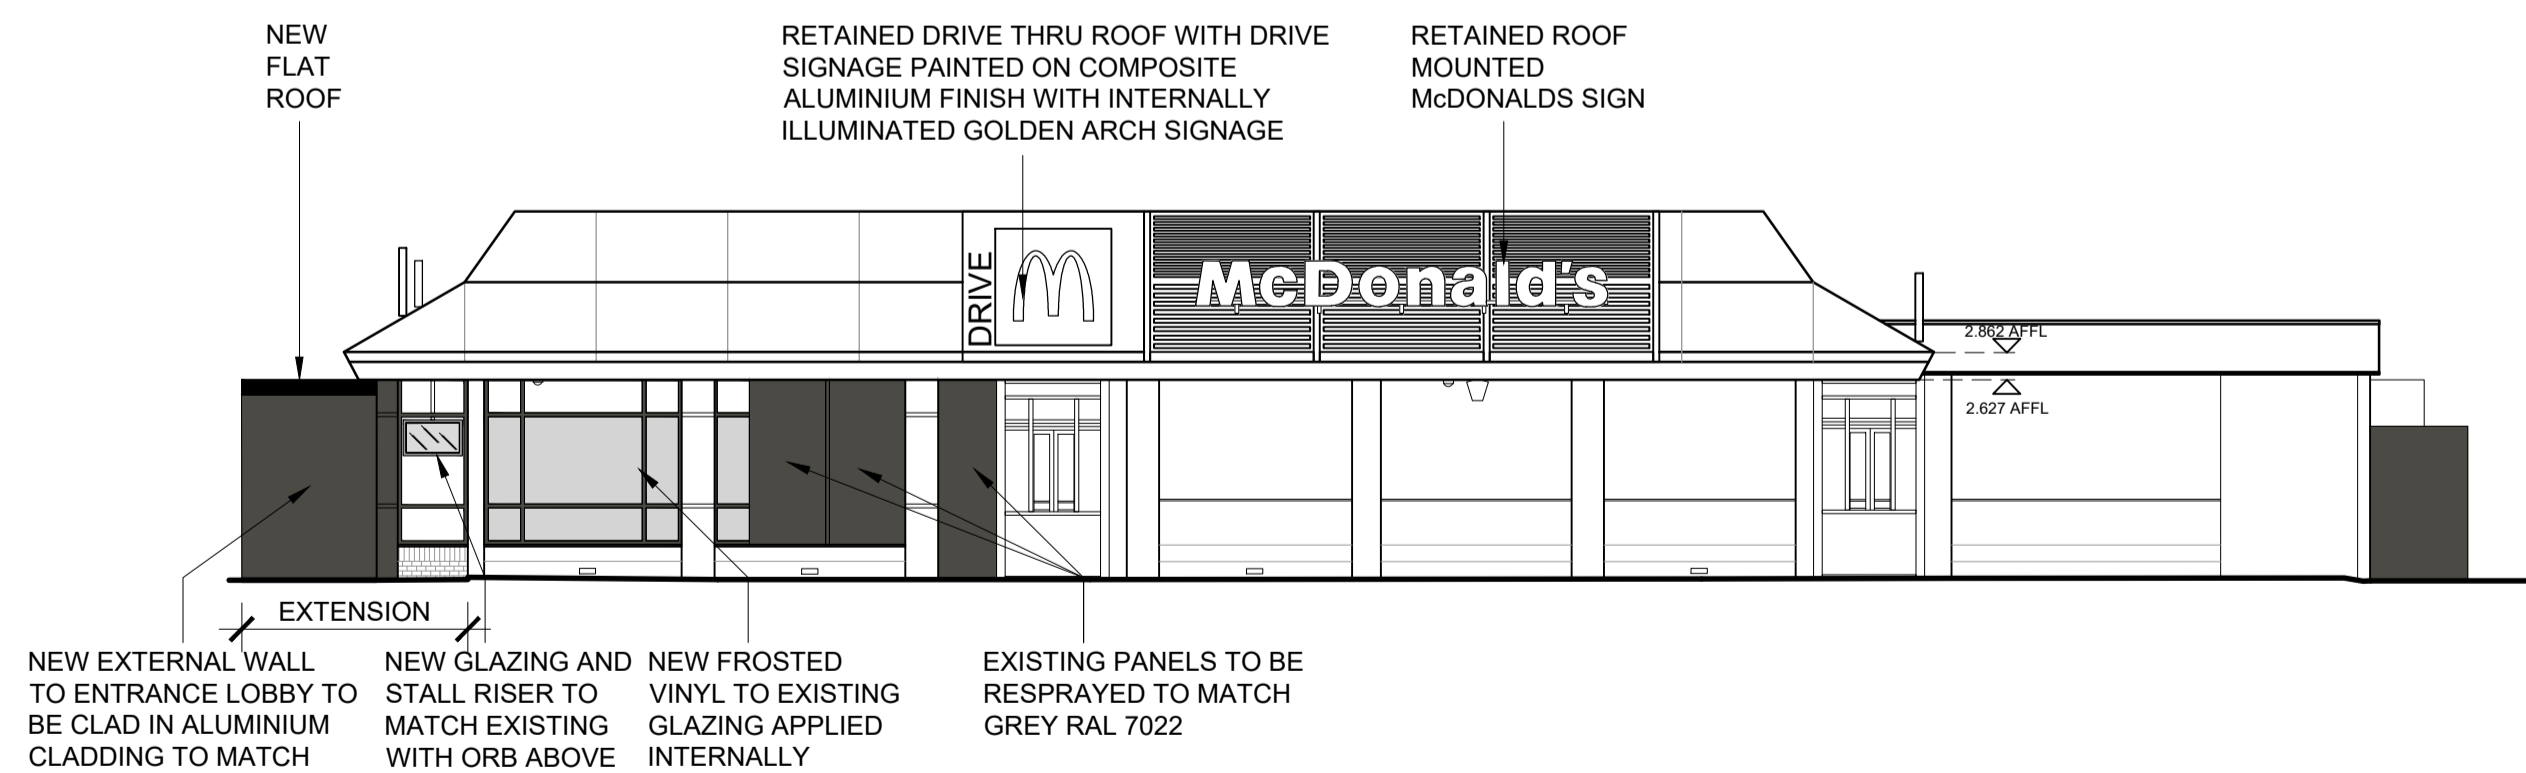 NEW
FLAT
ROOF
RETAINED DRIVE THRU ROOF WITH DRIVE
SIGNAGE PAINTED ON COMPOSITE
ALUMINIUM FINISH WITH INTERNALLY
ILLUMINATED GOLDEN ARCH SIGNAGE
RETAINED ROOF
MOUNTED
McDONALDS SIGN
DRIVE
McDonald's
2.862 AFFL
2.627 AFFL
EXTENSION
NEW EXTERNAL WALL
TO ENTRANCE LOBBY TO
BE CLAD IN ALUMINIUM
CLADDING TO MATCH
NEW GLAZING AND
STALL RISER TO
MATCH EXISTING
WITH ORB ABOVE
NEW FROSTED
VINYL TO EXISTING
GLAZING APPLIED
INTERNALLY
EXISTING PANELS TO BE
RESPRAYED TO MATCH
GREY RAL 7022